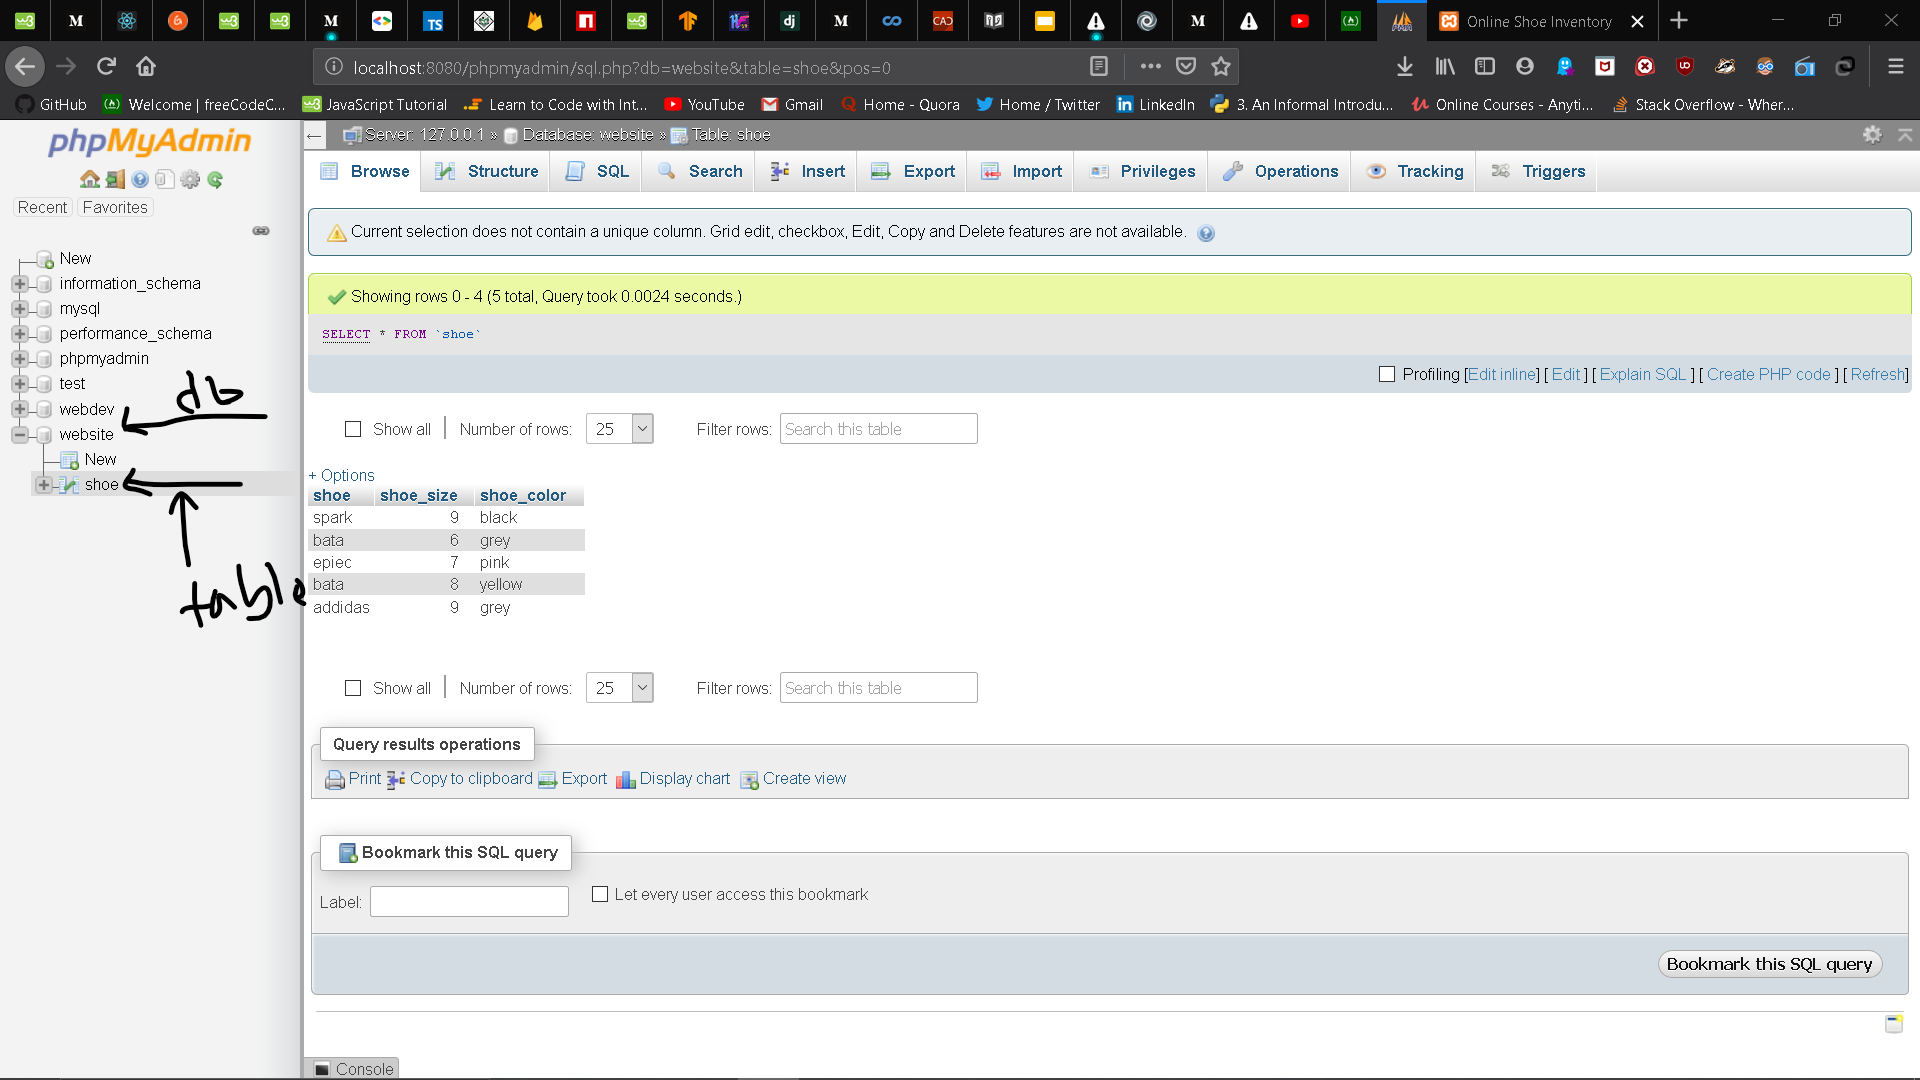 Online Shoe Inventory
localhost:8080/phpmyadmin/sql.php?db=website&table=shoe&pos=0
GitHub Welcome | freeCodeC... JavaScript Tutorial Learn to Code with Int... YouTube Gmail Home - Quora Home / Twitter LinkedIn 3. An Informal Introdu... Online Courses - Anyti... Stack Overflow - Wher...
phpMyAdmin
Recent Favorites
New
information_schema
mysql
performance_schema
phpmyadmin
test
webdev
website
New
shoe
db
table
Server: 127.0.0.1 » Database: website » Table: shoe
Browse Structure SQL Search Insert Export Import Privileges Operations Tracking Triggers
Current selection does not contain a unique column. Grid edit, checkbox, Edit, Copy and Delete features are not available.
Showing rows 0 - 4 (5 total, Query took 0.0024 seconds.)
SELECT * FROM `shoe`
Profiling [Edit inline] [ Edit ] [ Explain SQL ] [ Create PHP code ] [ Refresh]
Show all | Number of rows: 25 Filter rows: Search this table
+ Options
shoe shoe_size shoe_color
spark 9 black
bata 6 grey
epiec 7 pink
bata 8 yellow
addidas 9 grey
Show all | Number of rows: 25 Filter rows: Search this table
Query results operations
Print Copy to clipboard Export Display chart Create view
Bookmark this SQL query
Label: Let every user access this bookmark
Bookmark this SQL query
Console